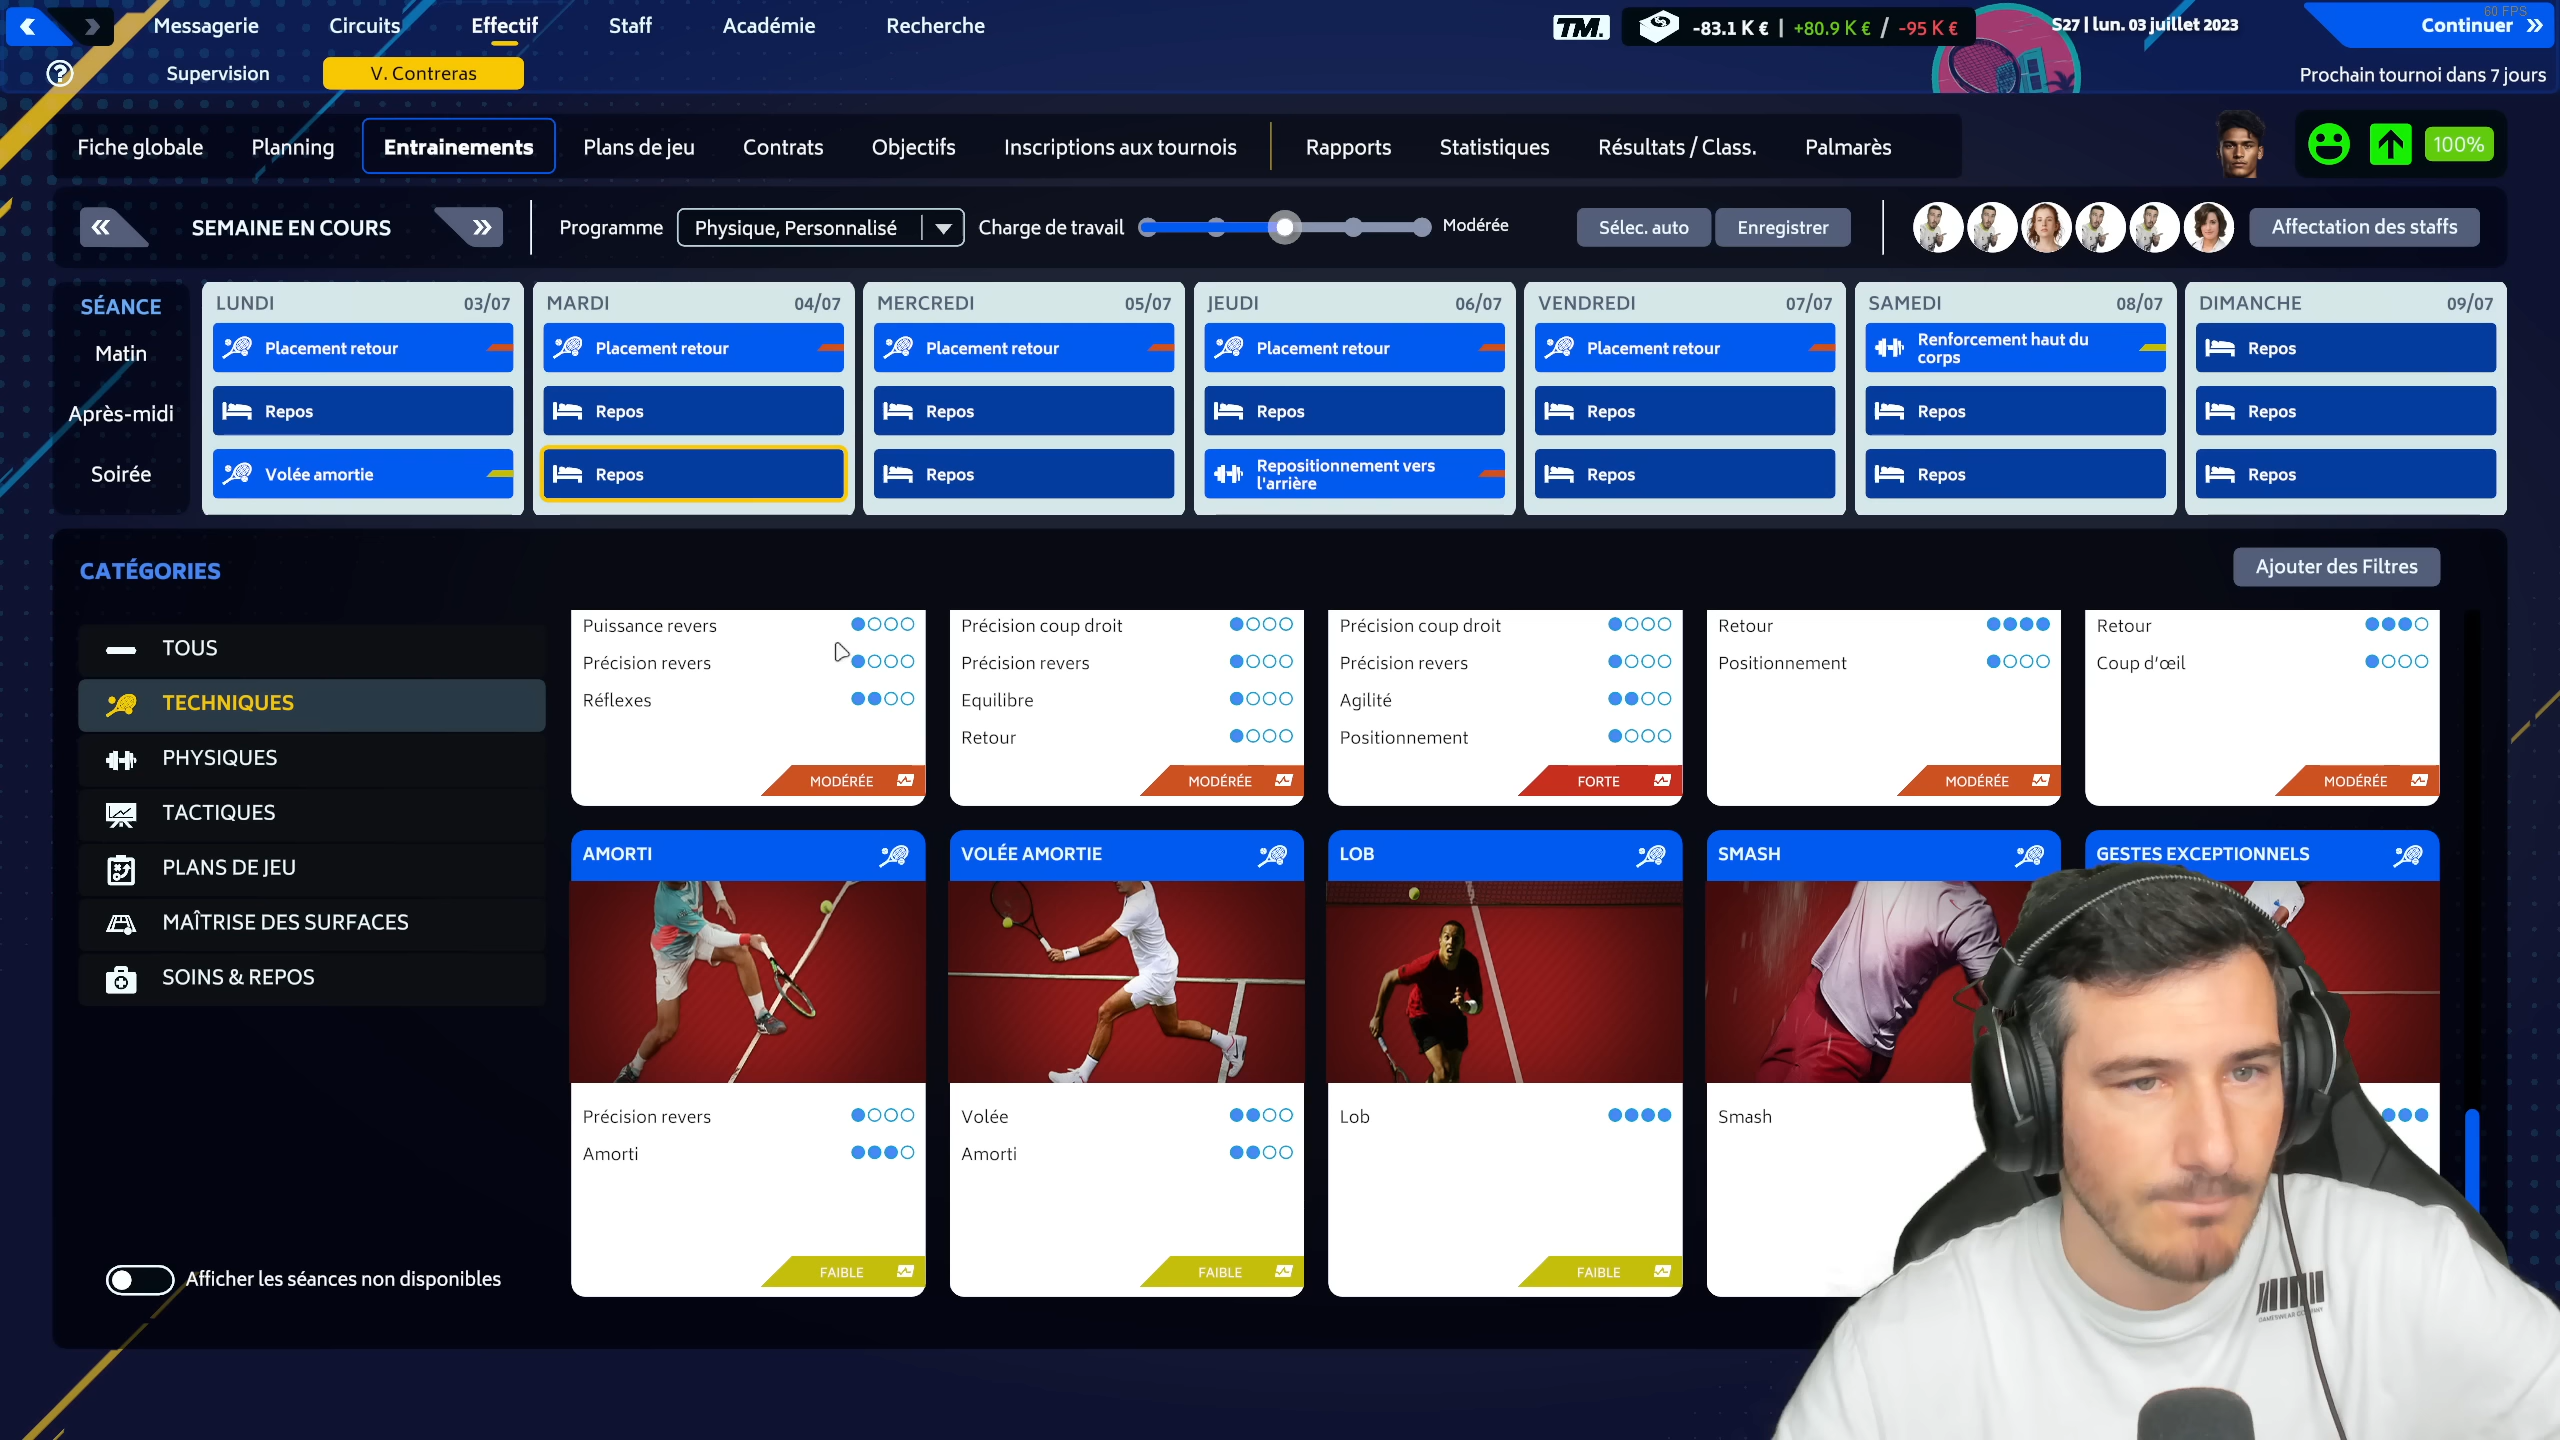 Messagerie
Circuits
Effectif
Staff
Académie
Recherche
TM.
-83.1 K € | +80.9 K € / -95 K €
S27 | lun. 03 juillet 2023
60 FPS
Continuer
Supervision
V. Contreras
Prochain tournoi dans 7 jours
Fiche globale
Planning
Entrainements
Plans de jeu
Contrats
Objectifs
Inscriptions aux tournois
Rapports
Statistiques
Résultats / Class.
Palmarès
100%
SEMAINE EN COURS
Programme
Physique, Personnalisé
Charge de travail
Modérée
Sélec. auto
Enregistrer
Affectation des staffs
SÉANCE
Matin
Après-midi
Soirée
LUNDI 03/07
Placement retour
Repos
Volée amortie
MARDI 04/07
Placement retour
Repos
Repos
MERCREDI 05/07
Placement retour
Repos
Repos
JEUDI 06/07
Placement retour
Repos
Repositionnement vers
l'arrière
VENDREDI 07/07
Placement retour
Repos
Repos
SAMEDI 08/07
Renforcement haut du
corps
Repos
Repos
DIMANCHE 09/07
Repos
Repos
Repos
CATÉGORIES
Ajouter des Filtres
TOUS
TECHNIQUES
PHYSIQUES
TACTIQUES
PLANS DE JEU
MAÎTRISE DES SURFACES
SOINS & REPOS
Afficher les séances non disponibles
Puissance revers
Précision revers
Réflexes
MODÉRÉE
Précision coup droit
Précision revers
Equilibre
Retour
MODÉRÉE
Précision coup droit
Précision revers
Agilité
Positionnement
FORTE
Retour
Positionnement
MODÉRÉE
Retour
Coup d'œil
MODÉRÉE
AMORTI
Précision revers
Amorti
FAIBLE
VOLÉE AMORTIE
Volée
Amorti
FAIBLE
LOB
Lob
FAIBLE
SMASH
Smash
GESTES EXCEPTIONNELS